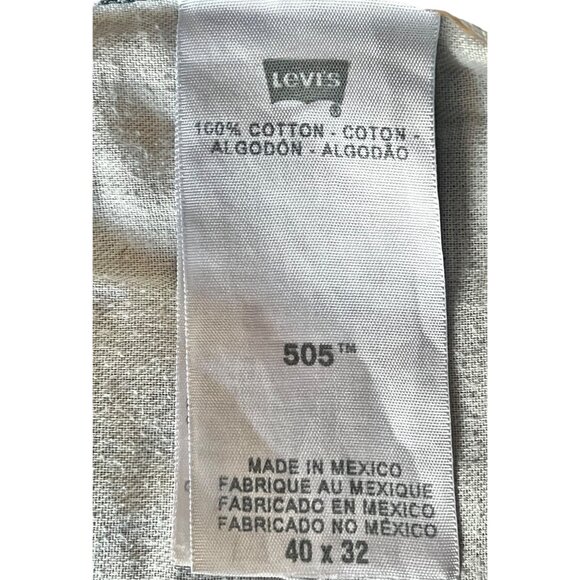 Levi's
®
100% COTTON - COTON -
ALGODÓN - ALGODÃO
505™
MADE IN MEXICO
FABRIQUE AU MEXIQUE
FABRICADO EN MEXICO
FABRICADO NO MÉXICO
40 x 32